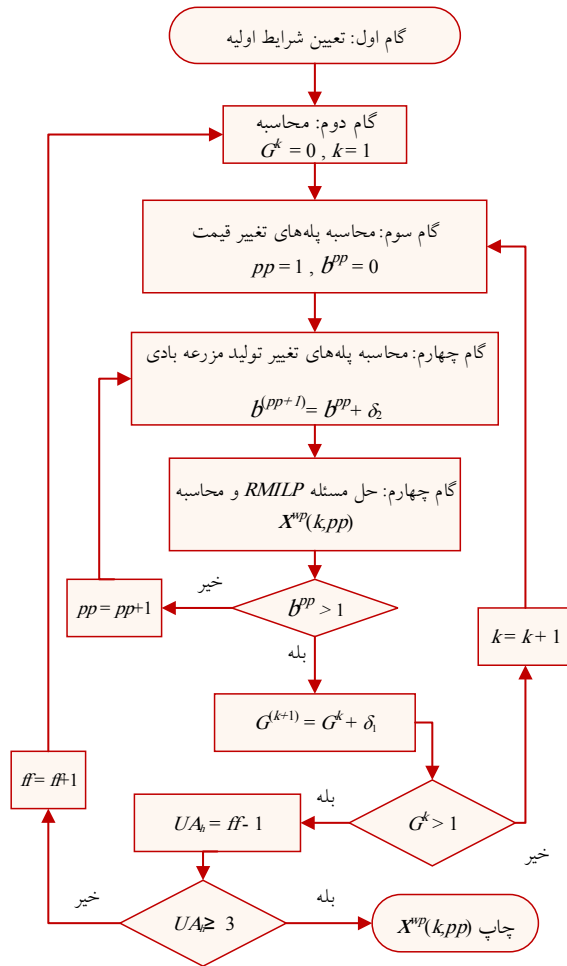 گام اول: تعیین شرایط اولیه
گام دوم: محاسبه
G^k = 0 , k = 1
گام سوم: محاسبه پله‌های تغییر قیمت
pp = 1 , b^pp = 0
گام چهارم: محاسبه پله‌های تغییر تولید مزرعه بادی
b^(pp+1) = b^pp + δ₂
گام چهارم: حل مسئله RMILP و محاسبه
X^wp(k,pp)
خیر
b^pp > 1
pp = pp+1
بله
k = k + 1
G^(k+1) = G^k + δ₁
ff = ff+1
بله
UA_h = ff - 1
G^k > 1
خیر
خیر
UA_h ≥ 3
بله
چاپ X^wp(k,pp)